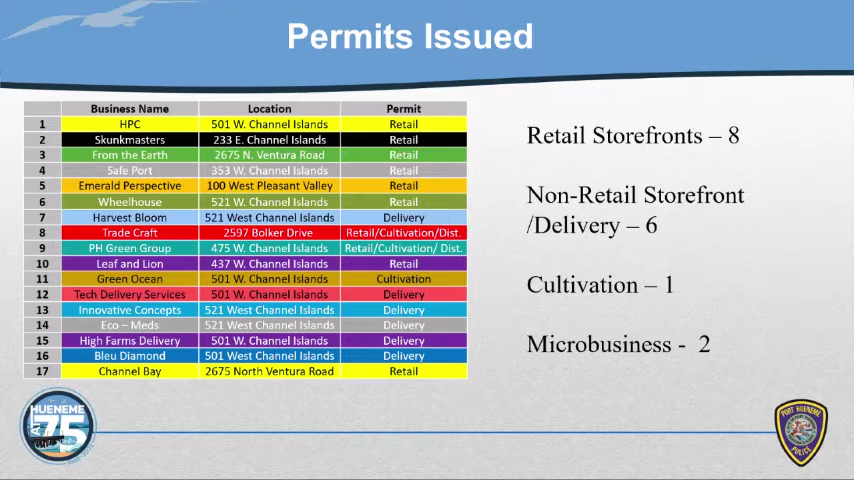 Permits Issued
Business Name Location Permit
1 HPC 501 W. Channel Islands Retail
2 Skunkmasters 233 E. Channel Islands Retail
3 From the Earth 2675 N. Ventura Road Retail
4 Safe Port 353 W. Channel Islands Retail
5 Emerald Perspective 100 West Pleasant Valley Retail
6 Wheelhouse 521 W. Channel Islands Retail
7 Harvest Bloom 521 West Channel Islands Delivery
8 Trade Craft 2597 Bolker Drive Retail/Cultivation/Dist.
9 PH Green Group 475 W. Channel Islands Retail/Cultivation/ Dist.
10 Leaf and Lion 437 W. Channel Islands Retail
11 Green Ocean 501 W. Channel Islands Cultivation
12 Tech Delivery Services 501 W. Channel Islands Delivery
13 Innovative Concepts 521 West Channel Islands Delivery
14 Eco – Meds 521 West Channel Islands Delivery
15 High Farms Delivery 501 W. Channel Islands Delivery
16 Bleu Diamond 501 West Channel Islands Delivery
17 Channel Bay 2675 North Ventura Road Retail
Retail Storefronts – 8
Non-Retail Storefront
/Delivery – 6
Cultivation – 1
Microbusiness - 2
HUENEME
AT 75
PORT HUENEME
POLICE